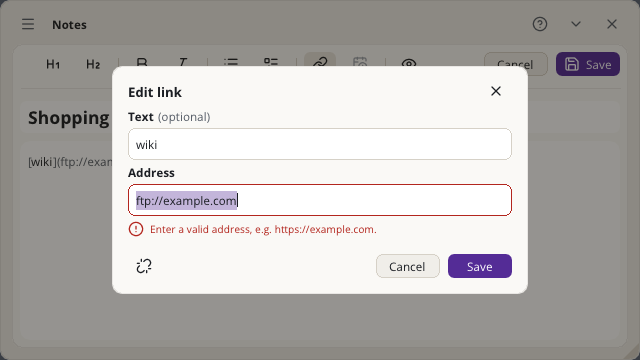 Notes
H1 H2 B I Cancel Save
Shopping
[wiki](ftp://exam
Edit link
Text (optional)
wiki
Address
ftp://example.com
Enter a valid address, e.g. https://example.com.
Cancel Save